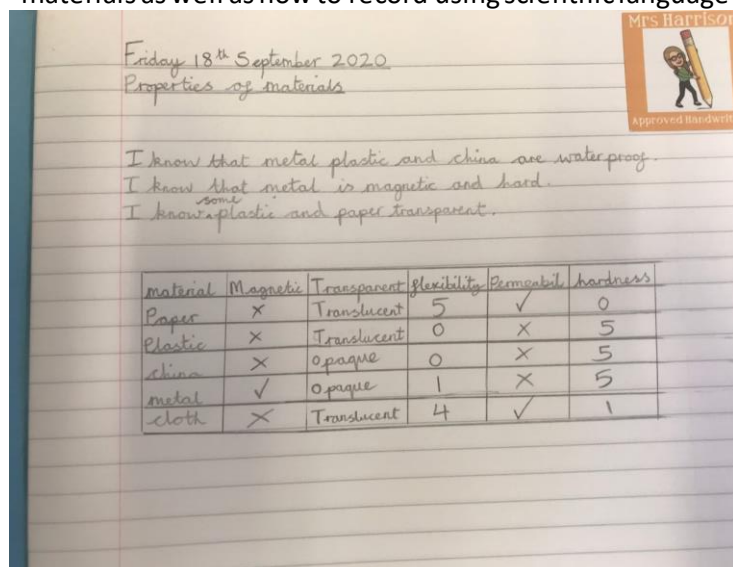 materials as well as how to record using scientific language
Mrs Harrison
Approved Handwrit
Friday 18th September 2020
Properties of materials
I know that metal plastic and china are waterproof.
I know that metal is magnetic and hard.
I know some plastic and paper transparent.
material Magnetic Transparent flexibility Permeabil hardness
Paper × Translucent 5 ✓ 0
Plastic × Translucent 0 × 5
china × opaque 0 × 5
metal ✓ opaque 1 × 5
cloth × Translucent 4 ✓ 1